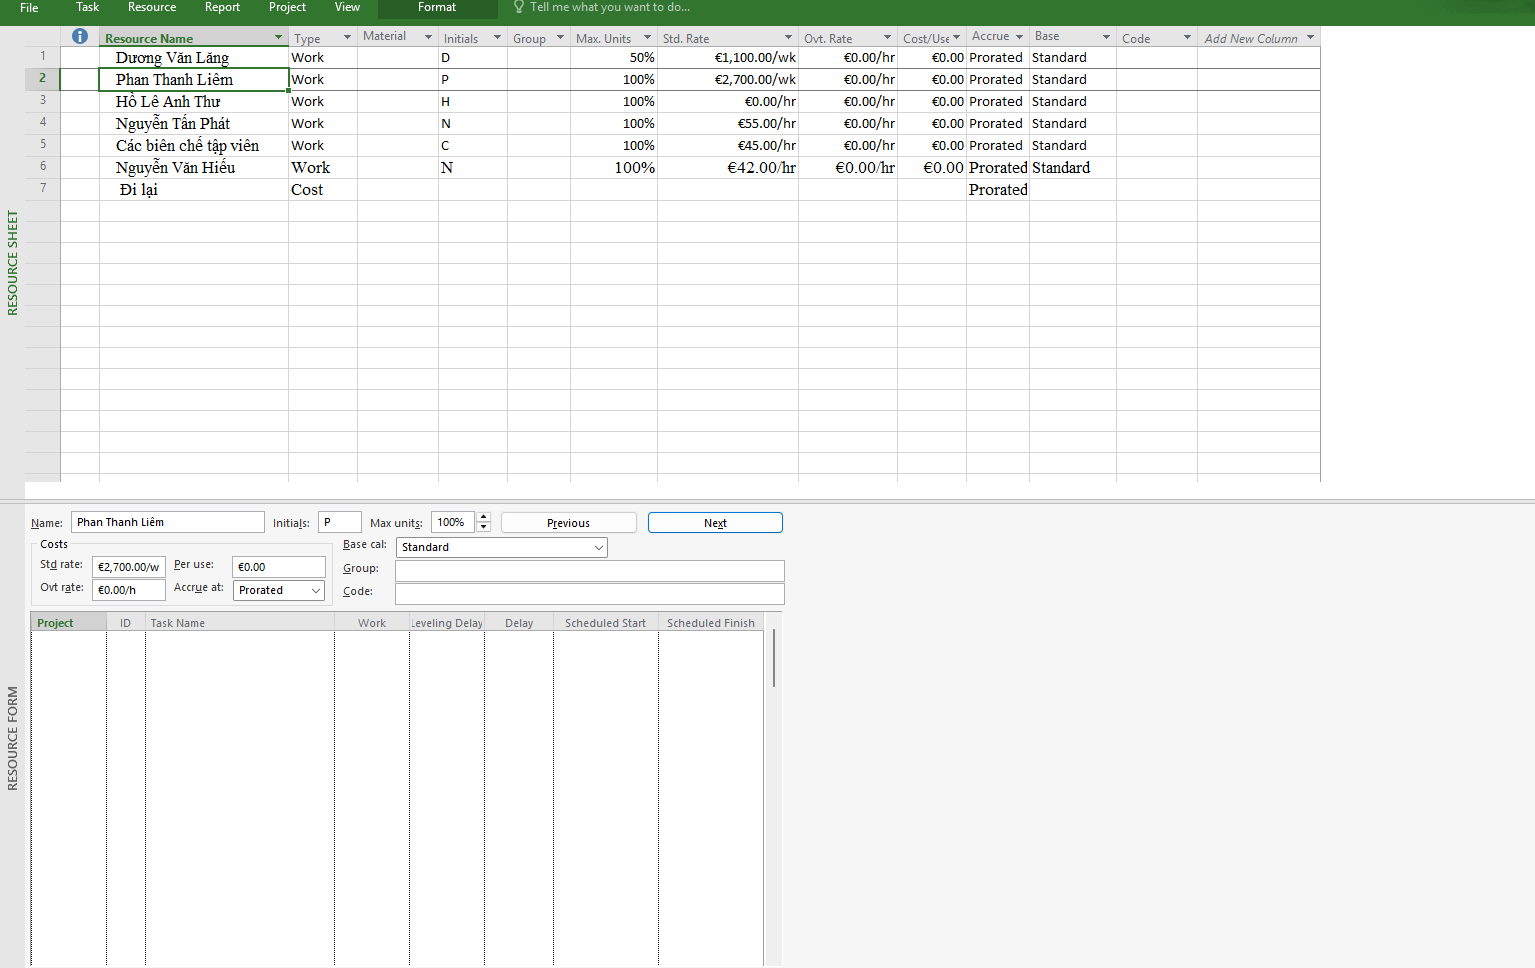 File Task Resource Report Project View Format Tell me what you want to do...
Resource Name Type Material Initials Group Max. Units Std. Rate Ovt. Rate Cost/Use Accrue Base Code Add New Column
1 Dương Văn Lăng Work D 50% €1,100.00/wk €0.00/hr €0.00 Prorated Standard
2 Phan Thanh Liêm Work P 100% €2,700.00/wk €0.00/hr €0.00 Prorated Standard
3 Hồ Lê Anh Thư Work H 100% €0.00/hr €0.00/hr €0.00 Prorated Standard
4 Nguyễn Tấn Phát Work N 100% €55.00/hr €0.00/hr €0.00 Prorated Standard
5 Các biên chế tập viên Work C 100% €45.00/hr €0.00/hr €0.00 Prorated Standard
6 Nguyễn Văn Hiếu Work N 100% €42.00/hr €0.00/hr €0.00 Prorated Standard
7 Đi lại Cost Prorated
RESOURCE SHEET
Name: Phan Thanh Liêm Initials: P Max units: 100% Previous Next
Costs Base cal: Standard
Std rate: €2,700.00/w Per use: €0.00 Group:
Ovt rate: €0.00/h Accrue at: Prorated Code:
Project ID Task Name Work Leveling Delay Delay Scheduled Start Scheduled Finish
RESOURCE FORM